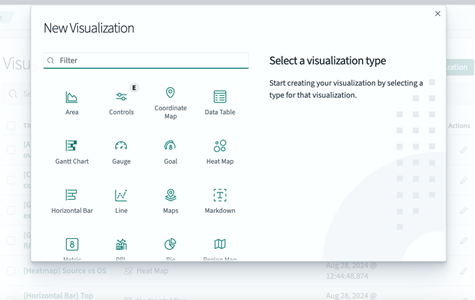 New Visualization
Filter
Select a visualization type
Start creating your visualization by selecting a
type for that visualization.
E
Area
Controls
Coordinate
Map
Data Table
Gantt Chart
Gauge
Goal
Heat Map
Horizontal Bar
Line
Maps
Markdown
Metric
PPL
Pie
Region Map
Visu
Actions
[Heatmap] Source vs OS
Heat Map
Aug 28, 2024 @
12:44:48.874
[Horizontal Bar] Top
Aug 28, 2024 @